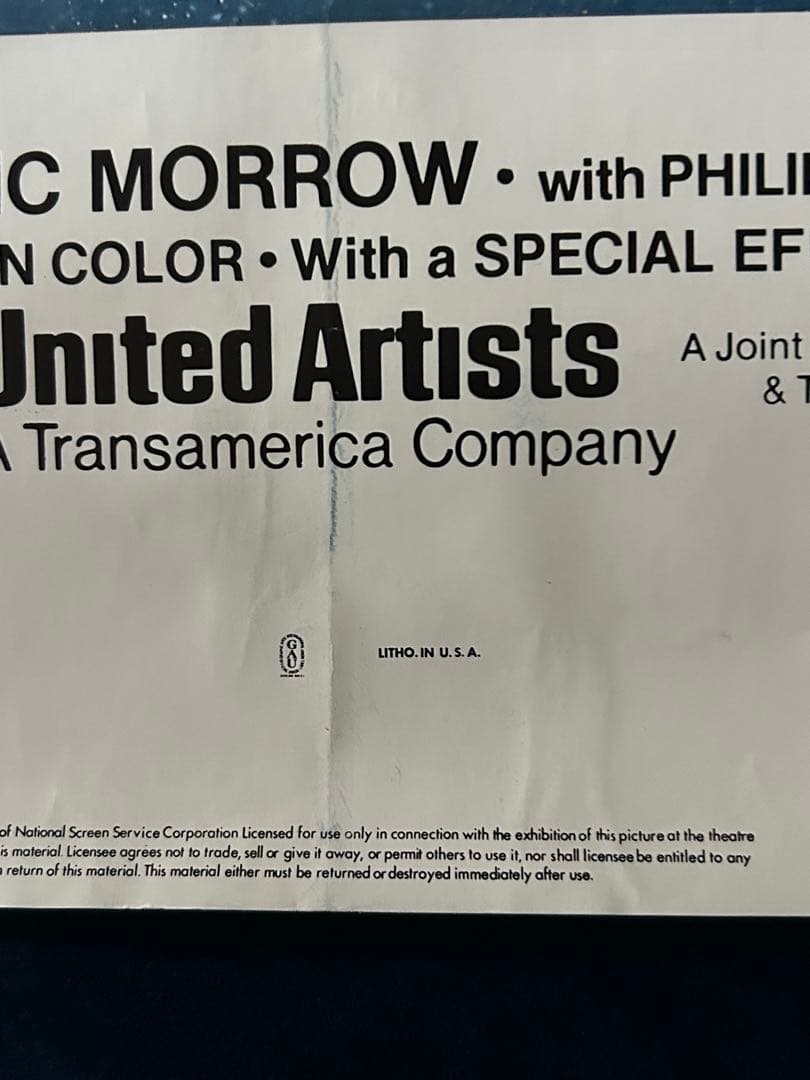 IC MORROW • with PHILI
N COLOR • With a SPECIAL EF
United Artists
A Joint
& T
A Transamerica Company
GAU
LITHO. IN U. S. A.
of National Screen Service Corporation Licensed for use only in connection with the exhibition of this picture at the theatre
is material. Licensee agrees not to trade, sell or give it away, or permit others to use it, nor shall licensee be entitled to any
return of this material. This material either must be returned or destroyed immediately after use.